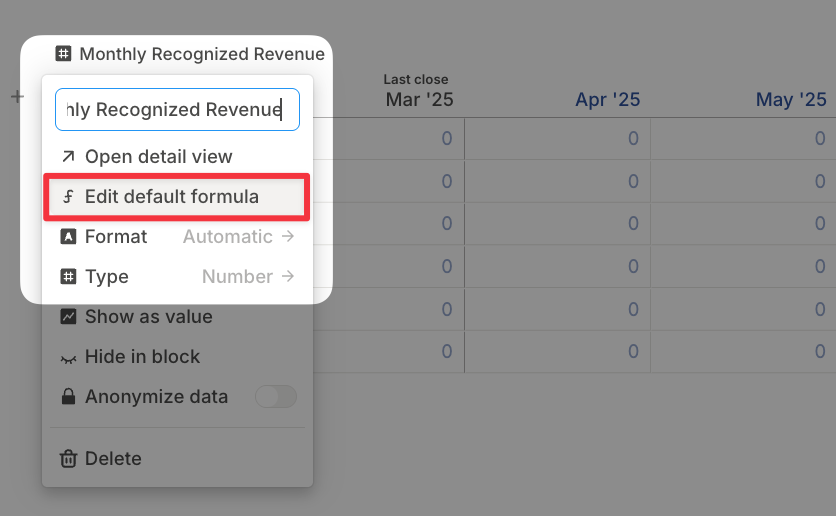 Monthly Recognized Revenue
Last close
Mar '25 Apr '25 May '25
hly Recognized Revenue
0 0 0
Open detail view
0 0 0
Edit default formula
0 0 0
Format Automatic
0 0 0
Type Number
0 0 0
Show as value
0 0 0
Hide in block
Anonymize data
Delete